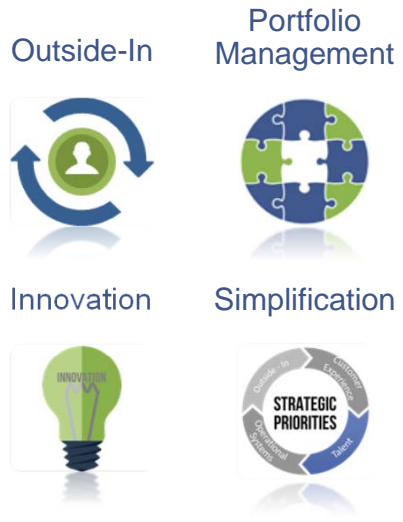 Outside-In
Portfolio
Management
Innovation
INNOVATION
Simplification
Outside - In
Customer
Experience
STRATEGIC
PRIORITIES
Operational
Systems
Talent